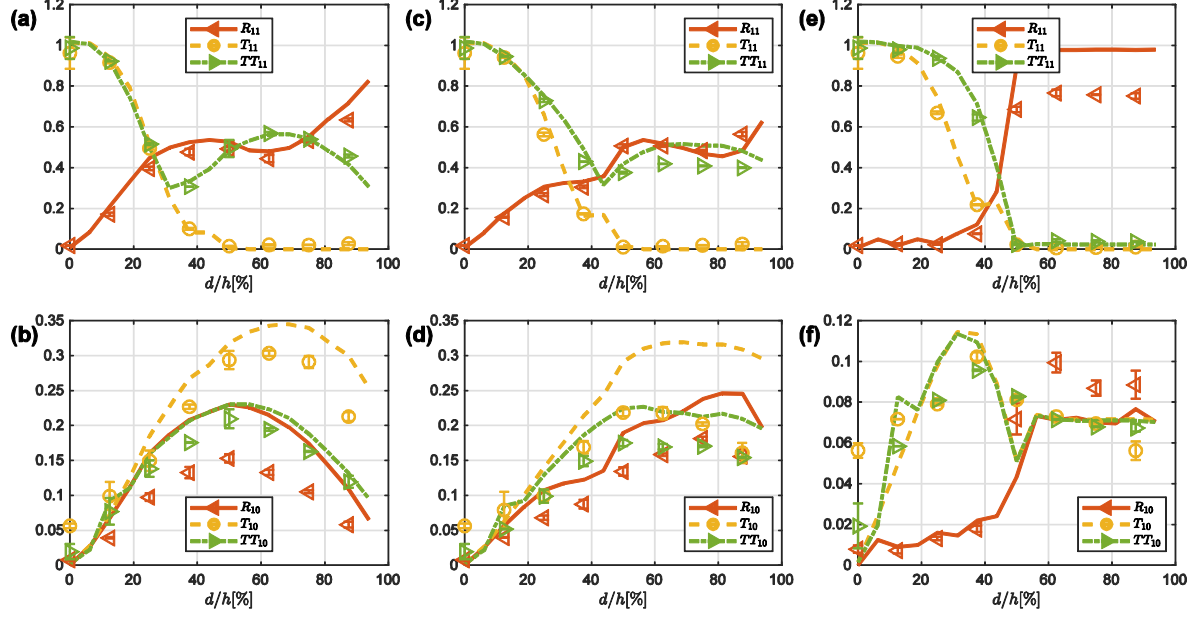 (a)
1.2
1
0.8
0.6
0.4
0.2
0
0 20 40 60 80 100
d/h[%]
R₁₁
T₁₁
TT₁₁
(c)
1.2
1
0.8
0.6
0.4
0.2
0
0 20 40 60 80 100
d/h[%]
R₁₁
T₁₁
TT₁₁
(e)
1.2
1
0.8
0.6
0.4
0.2
0
0 20 40 60 80 100
d/h[%]
R₁₁
T₁₁
TT₁₁
(b)
0.35
0.3
0.25
0.2
0.15
0.1
0.05
0
0 20 40 60 80 100
d/h[%]
R₁₀
T₁₀
TT₁₀
(d)
0.35
0.3
0.25
0.2
0.15
0.1
0.05
0
0 20 40 60 80 100
d/h[%]
R₁₀
T₁₀
TT₁₀
(f)
0.12
0.1
0.08
0.06
0.04
0.02
0
0 20 40 60 80 100
d/h[%]
R₁₀
T₁₀
TT₁₀